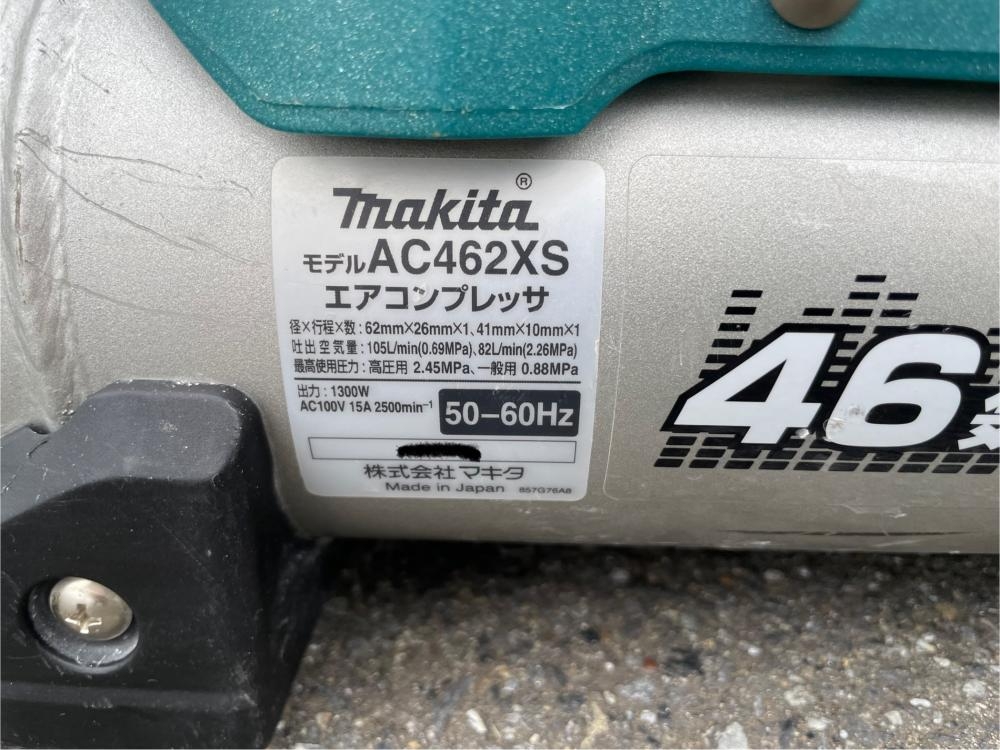 makita®
モデルAC462XS
エアコンプレッサ
径×行程×数:62mm×26mm×1、41mm×10mm×1
吐出空気量:105L/min(0.69MPa)、82L/min(2.26MPa)
最高使用圧力:高圧用 2.45MPa、一般用 0.88MPa
出力:1300W
AC100V 15A 2500min⁻¹
50–60Hz
株式会社マキタ
Made in Japan 857G76A8
46